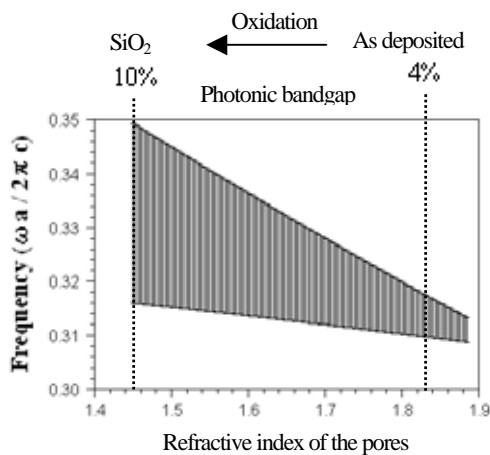 Oxidation
SiO₂ As deposited
10% 4%
Photonic bandgap
0.35
0.34
0.33
0.32
0.31
0.30
Frequency (ω a / 2 π c)
1.4 1.5 1.6 1.7 1.8 1.9
Refractive index of the pores